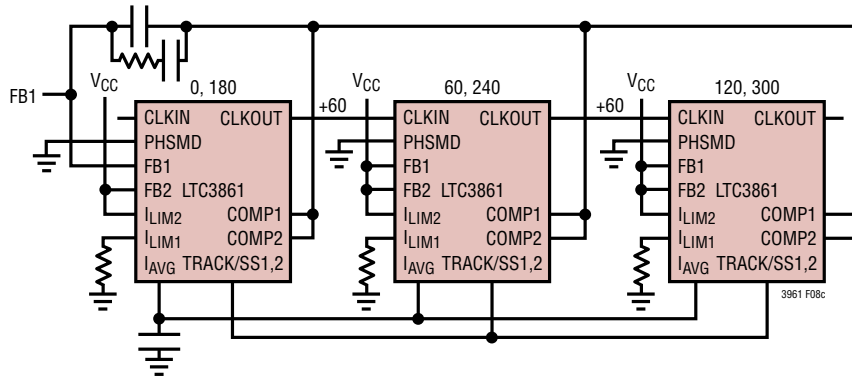 FB1
VCC
0, 180
CLKIN CLKOUT
PHSMD
FB1
FB2 LTC3861
ILIM2 COMP1
ILIM1 COMP2
IAVG TRACK/SS1,2
+60
VCC
60, 240
CLKIN CLKOUT
PHSMD
FB1
FB2 LTC3861
ILIM2 COMP1
ILIM1 COMP2
IAVG TRACK/SS1,2
+60
VCC
120, 300
CLKIN CLKOUT
PHSMD
FB1
FB2 LTC3861
ILIM2 COMP1
ILIM1 COMP2
IAVG TRACK/SS1,2
3961 F08c